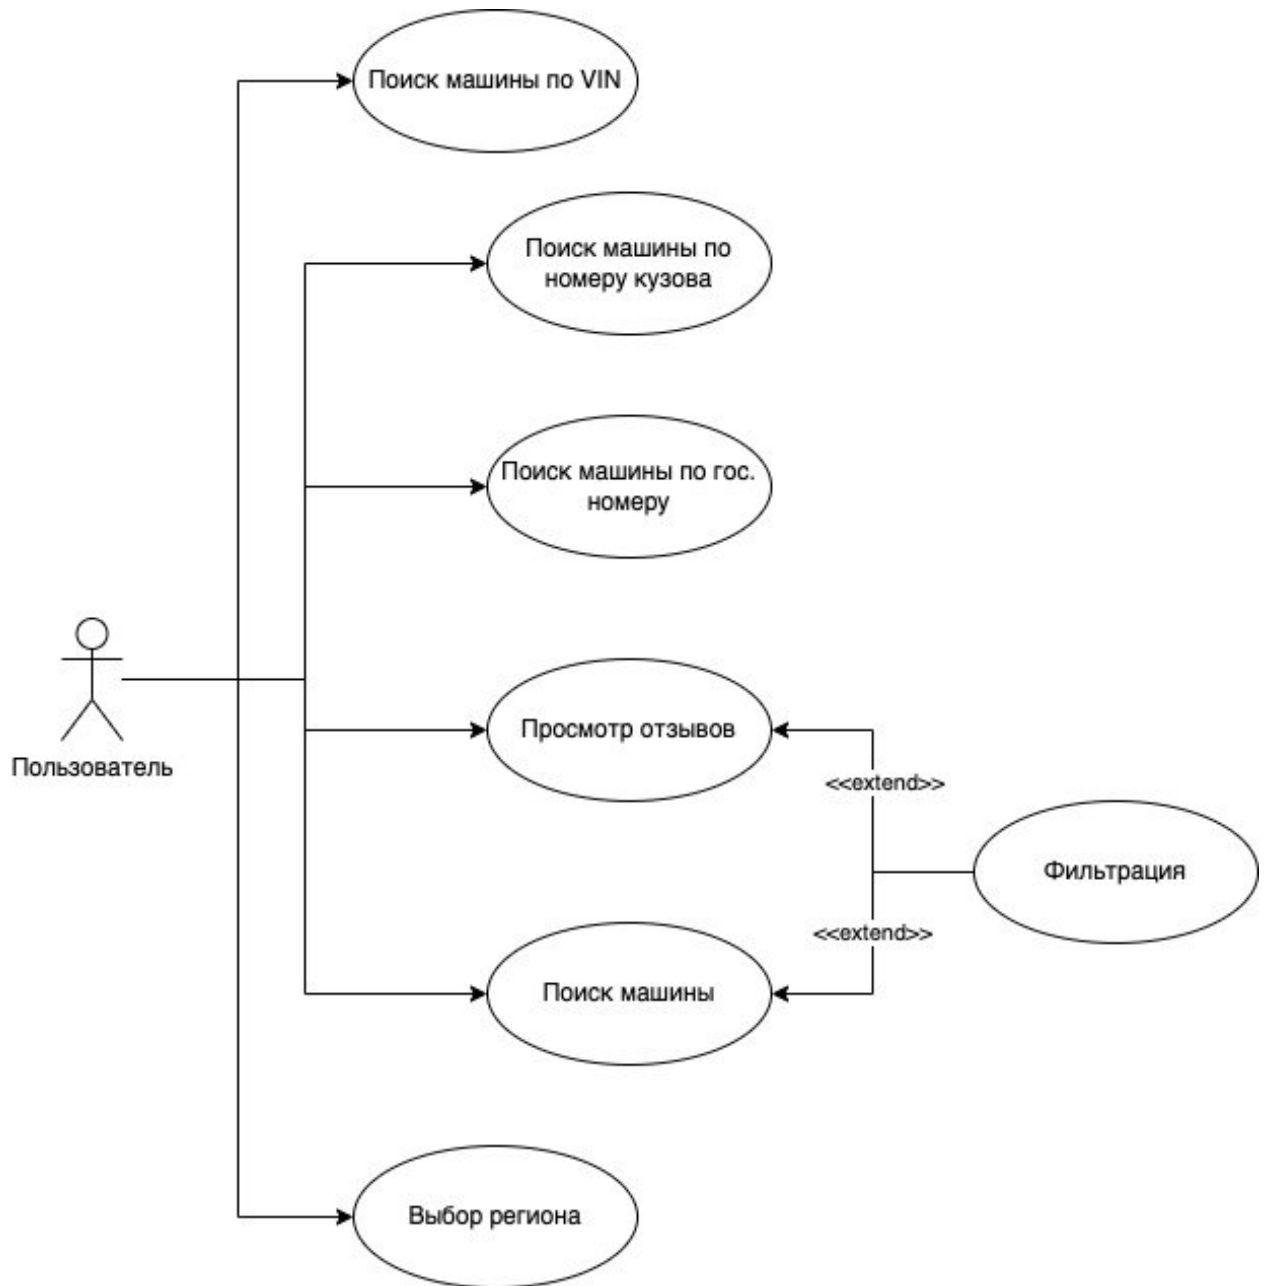 Поиск машины по VIN
Поиск машины по
номеру кузова
Поиск машины по гос.
номеру
Просмотр отзывов
Пользователь
<<extend>>
Фильтрация
<<extend>>
Поиск машины
Выбор региона